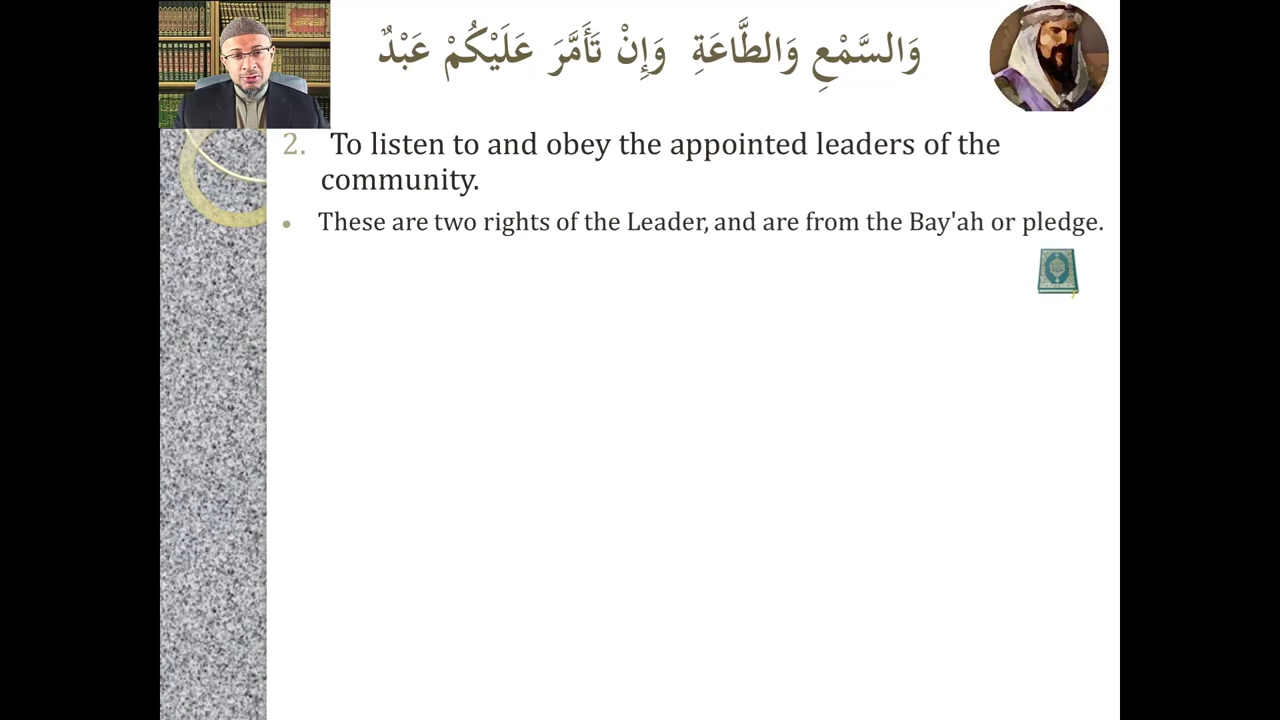 وَالسَّمْعِ وَالطَّاعَةِ وَإِنْ تَأَمَّرَ عَلَيْكُمْ عَبْدٌ
2. To listen to and obey the appointed leaders of the
community.
• These are two rights of the Leader, and are from the Bay'ah or pledge.